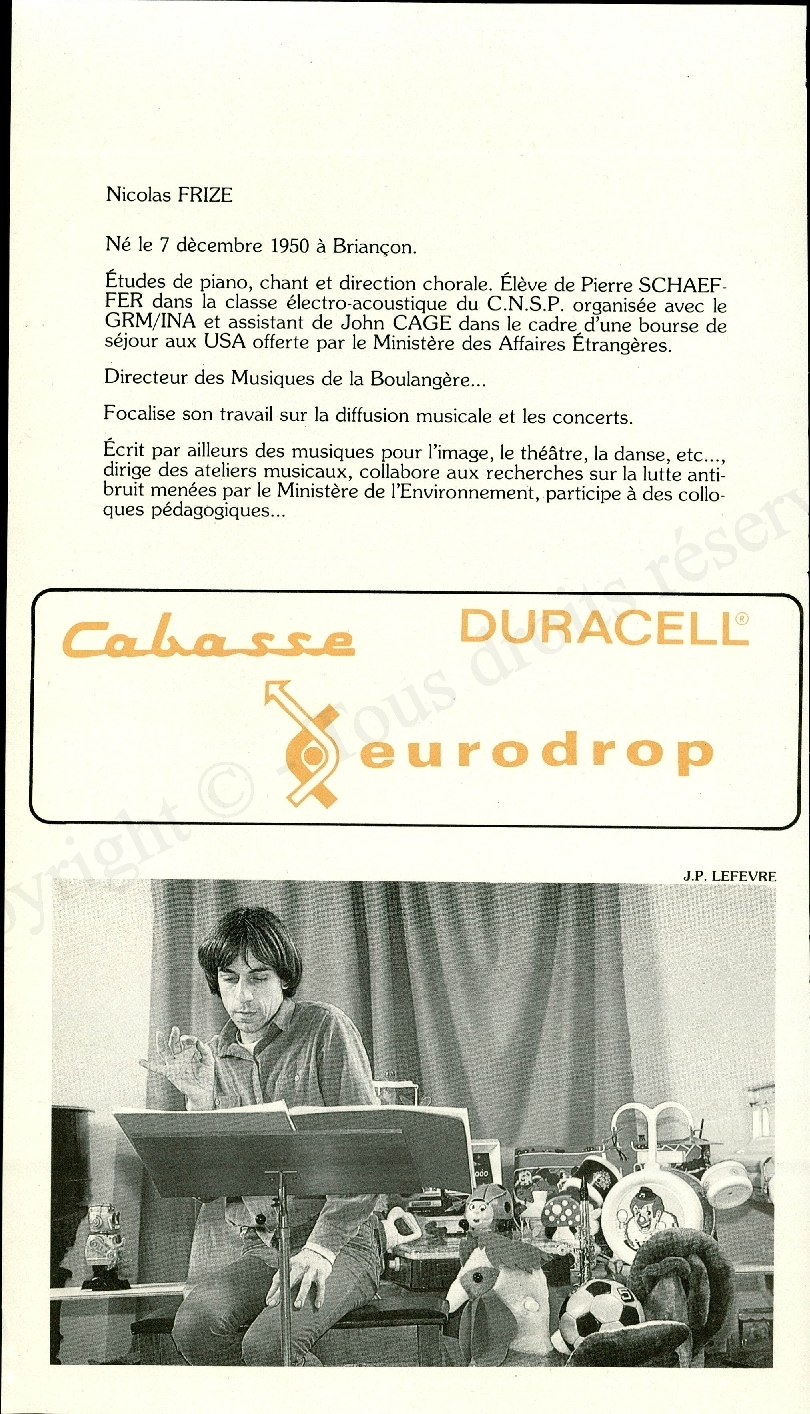 Nicolas FRIZE
Né le 7 dècembre 1950 à Briançon.
Études de piano, chant et direction chorale. Élève de Pierre SCHAEF-
FER dans la classe électro-acoustique du C.N.S.P. organisée avec le
GRM/INA et assistant de John CAGE dans le cadre d'une bourse de
séjour aux USA offerte par le Ministère des Affaires Étrangères.
Directeur des Musiques de la Boulangère...
Focalise son travail sur la diffusion musicale et les concerts.
Écrit par ailleurs des musiques pour l'image, le théâtre, la danse, etc...,
dirige des ateliers musicaux, collabore aux recherches sur la lutte anti-
bruit menées par le Ministère de l'Environnement, participe à des collo-
ques pédagogiques...
Cabasse
DURACELL®
eurodrop
J.P. LEFEVRE
pyright © - Tous droits réserv